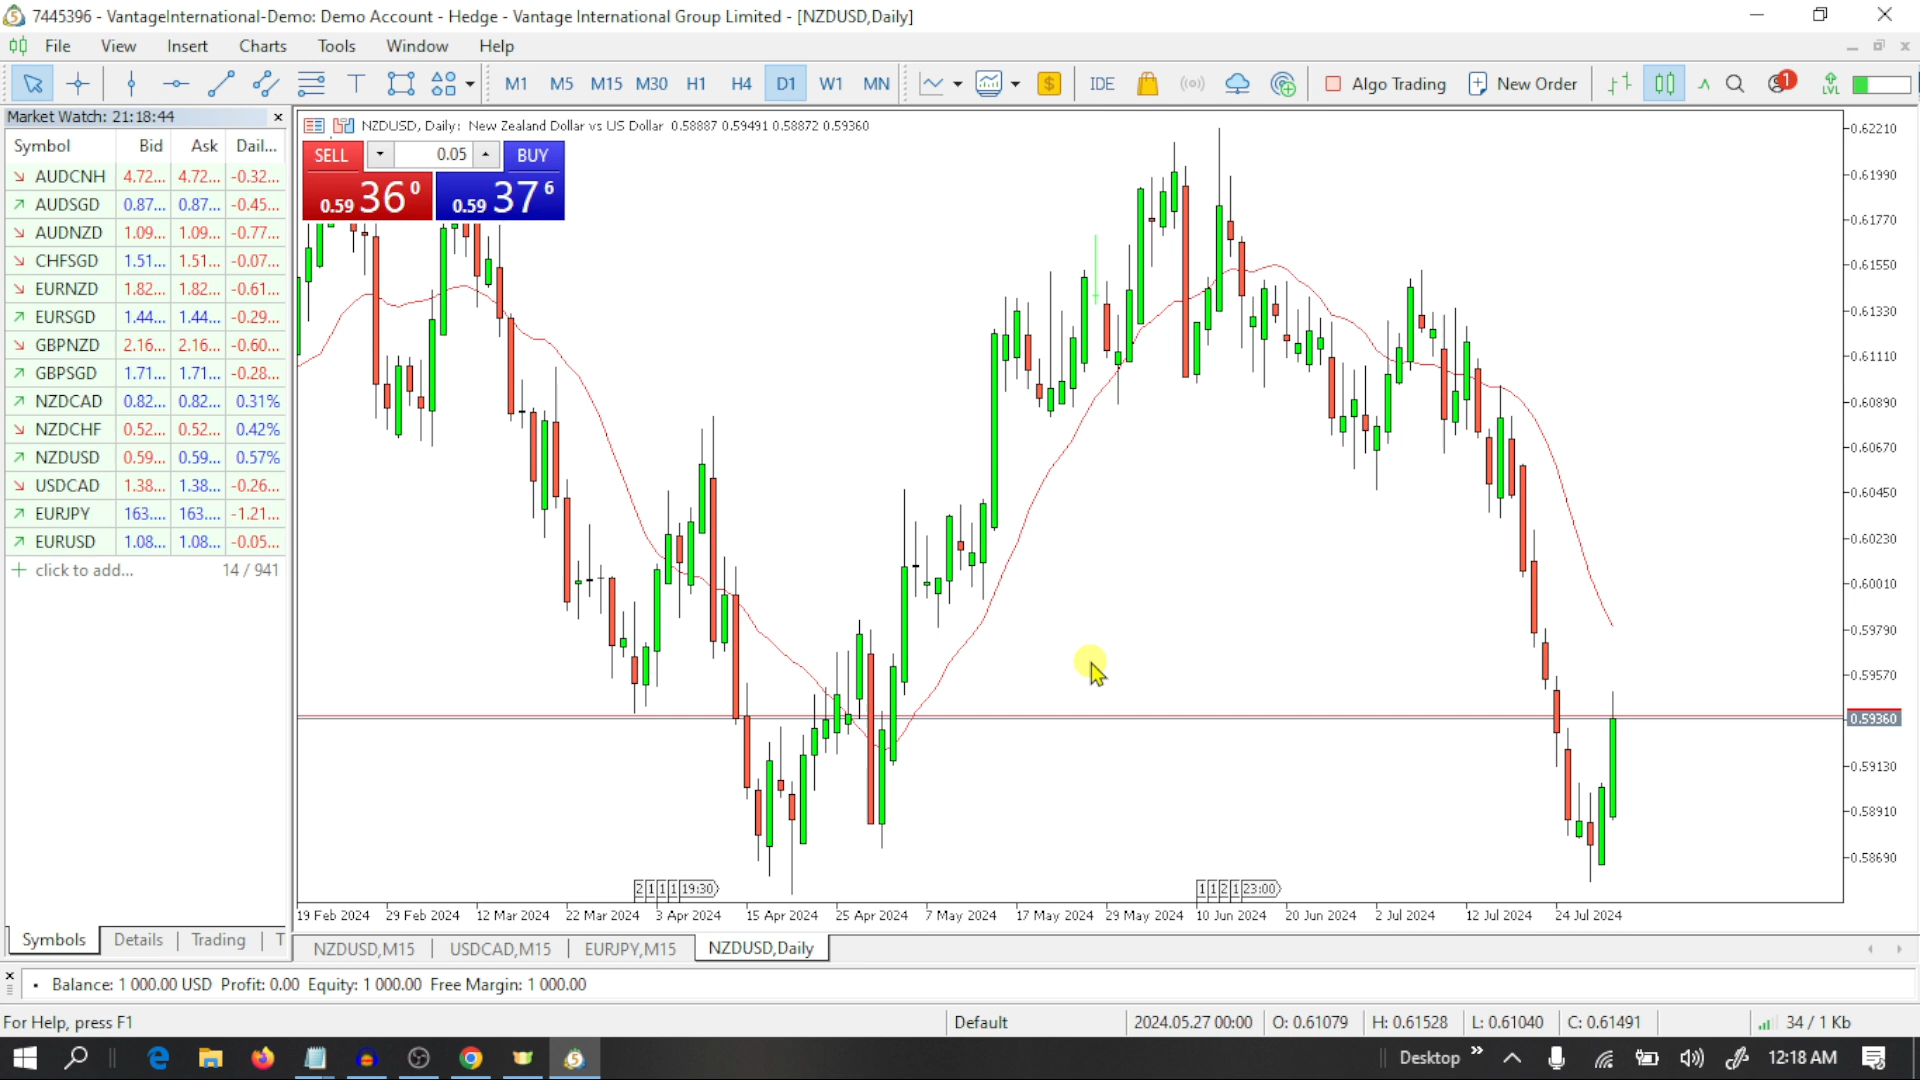 7445396 - VantageInternational-Demo: Demo Account - Hedge - Vantage International Group Limited - [NZDUSD,Daily]
File View Insert Charts Tools Window Help
M1 M5 M15 M30 H1 H4 D1 W1 MN IDE Algo Trading New Order 1 LVL
Market Watch: 21:18:44
Symbol Bid Ask Dail...
AUDCNH 4.72... 4.72... -0.32...
AUDSGD 0.87... 0.87... -0.45...
AUDNZD 1.09... 1.09... -0.77...
CHFSGD 1.51... 1.51... -0.07...
EURNZD 1.82... 1.82... -0.61...
EURSGD 1.44... 1.44... -0.29...
GBPNZD 2.16... 2.16... -0.60...
GBPSGD 1.71... 1.71... -0.28...
NZDCAD 0.82... 0.82... 0.31%
NZDCHF 0.52... 0.52... 0.42%
NZDUSD 0.59... 0.59... 0.57%
USDCAD 1.38... 1.38... -0.26...
EURJPY 163.... 163.... -1.21...
EURUSD 1.08... 1.08... -0.05...
click to add... 14 / 941
Symbols Details Trading T
NZDUSD, Daily: New Zealand Dollar vs US Dollar 0.58887 0.59491 0.58872 0.59360
SELL 0.05 BUY
0.59 36 0 0.59 37 6
0.62210
0.61990
0.61770
0.61550
0.61330
0.61110
0.60890
0.60670
0.60450
0.60230
0.60010
0.59790
0.59570
0.59360
0.59130
0.58910
0.58690
2 1 1 1 19:30 1 1 2 1 23:00
19 Feb 2024 29 Feb 2024 12 Mar 2024 22 Mar 2024 3 Apr 2024 15 Apr 2024 25 Apr 2024 7 May 2024 17 May 2024 29 May 2024 10 Jun 2024 20 Jun 2024 2 Jul 2024 12 Jul 2024 24 Jul 2024
NZDUSD,M15 USDCAD,M15 EURJPY,M15 NZDUSD,Daily
Balance: 1 000.00 USD Profit: 0.00 Equity: 1 000.00 Free Margin: 1 000.00
For Help, press F1 Default 2024.05.27 00:00 O: 0.61079 H: 0.61528 L: 0.61040 C: 0.61491 34 / 1 Kb
Desktop 12:18 AM